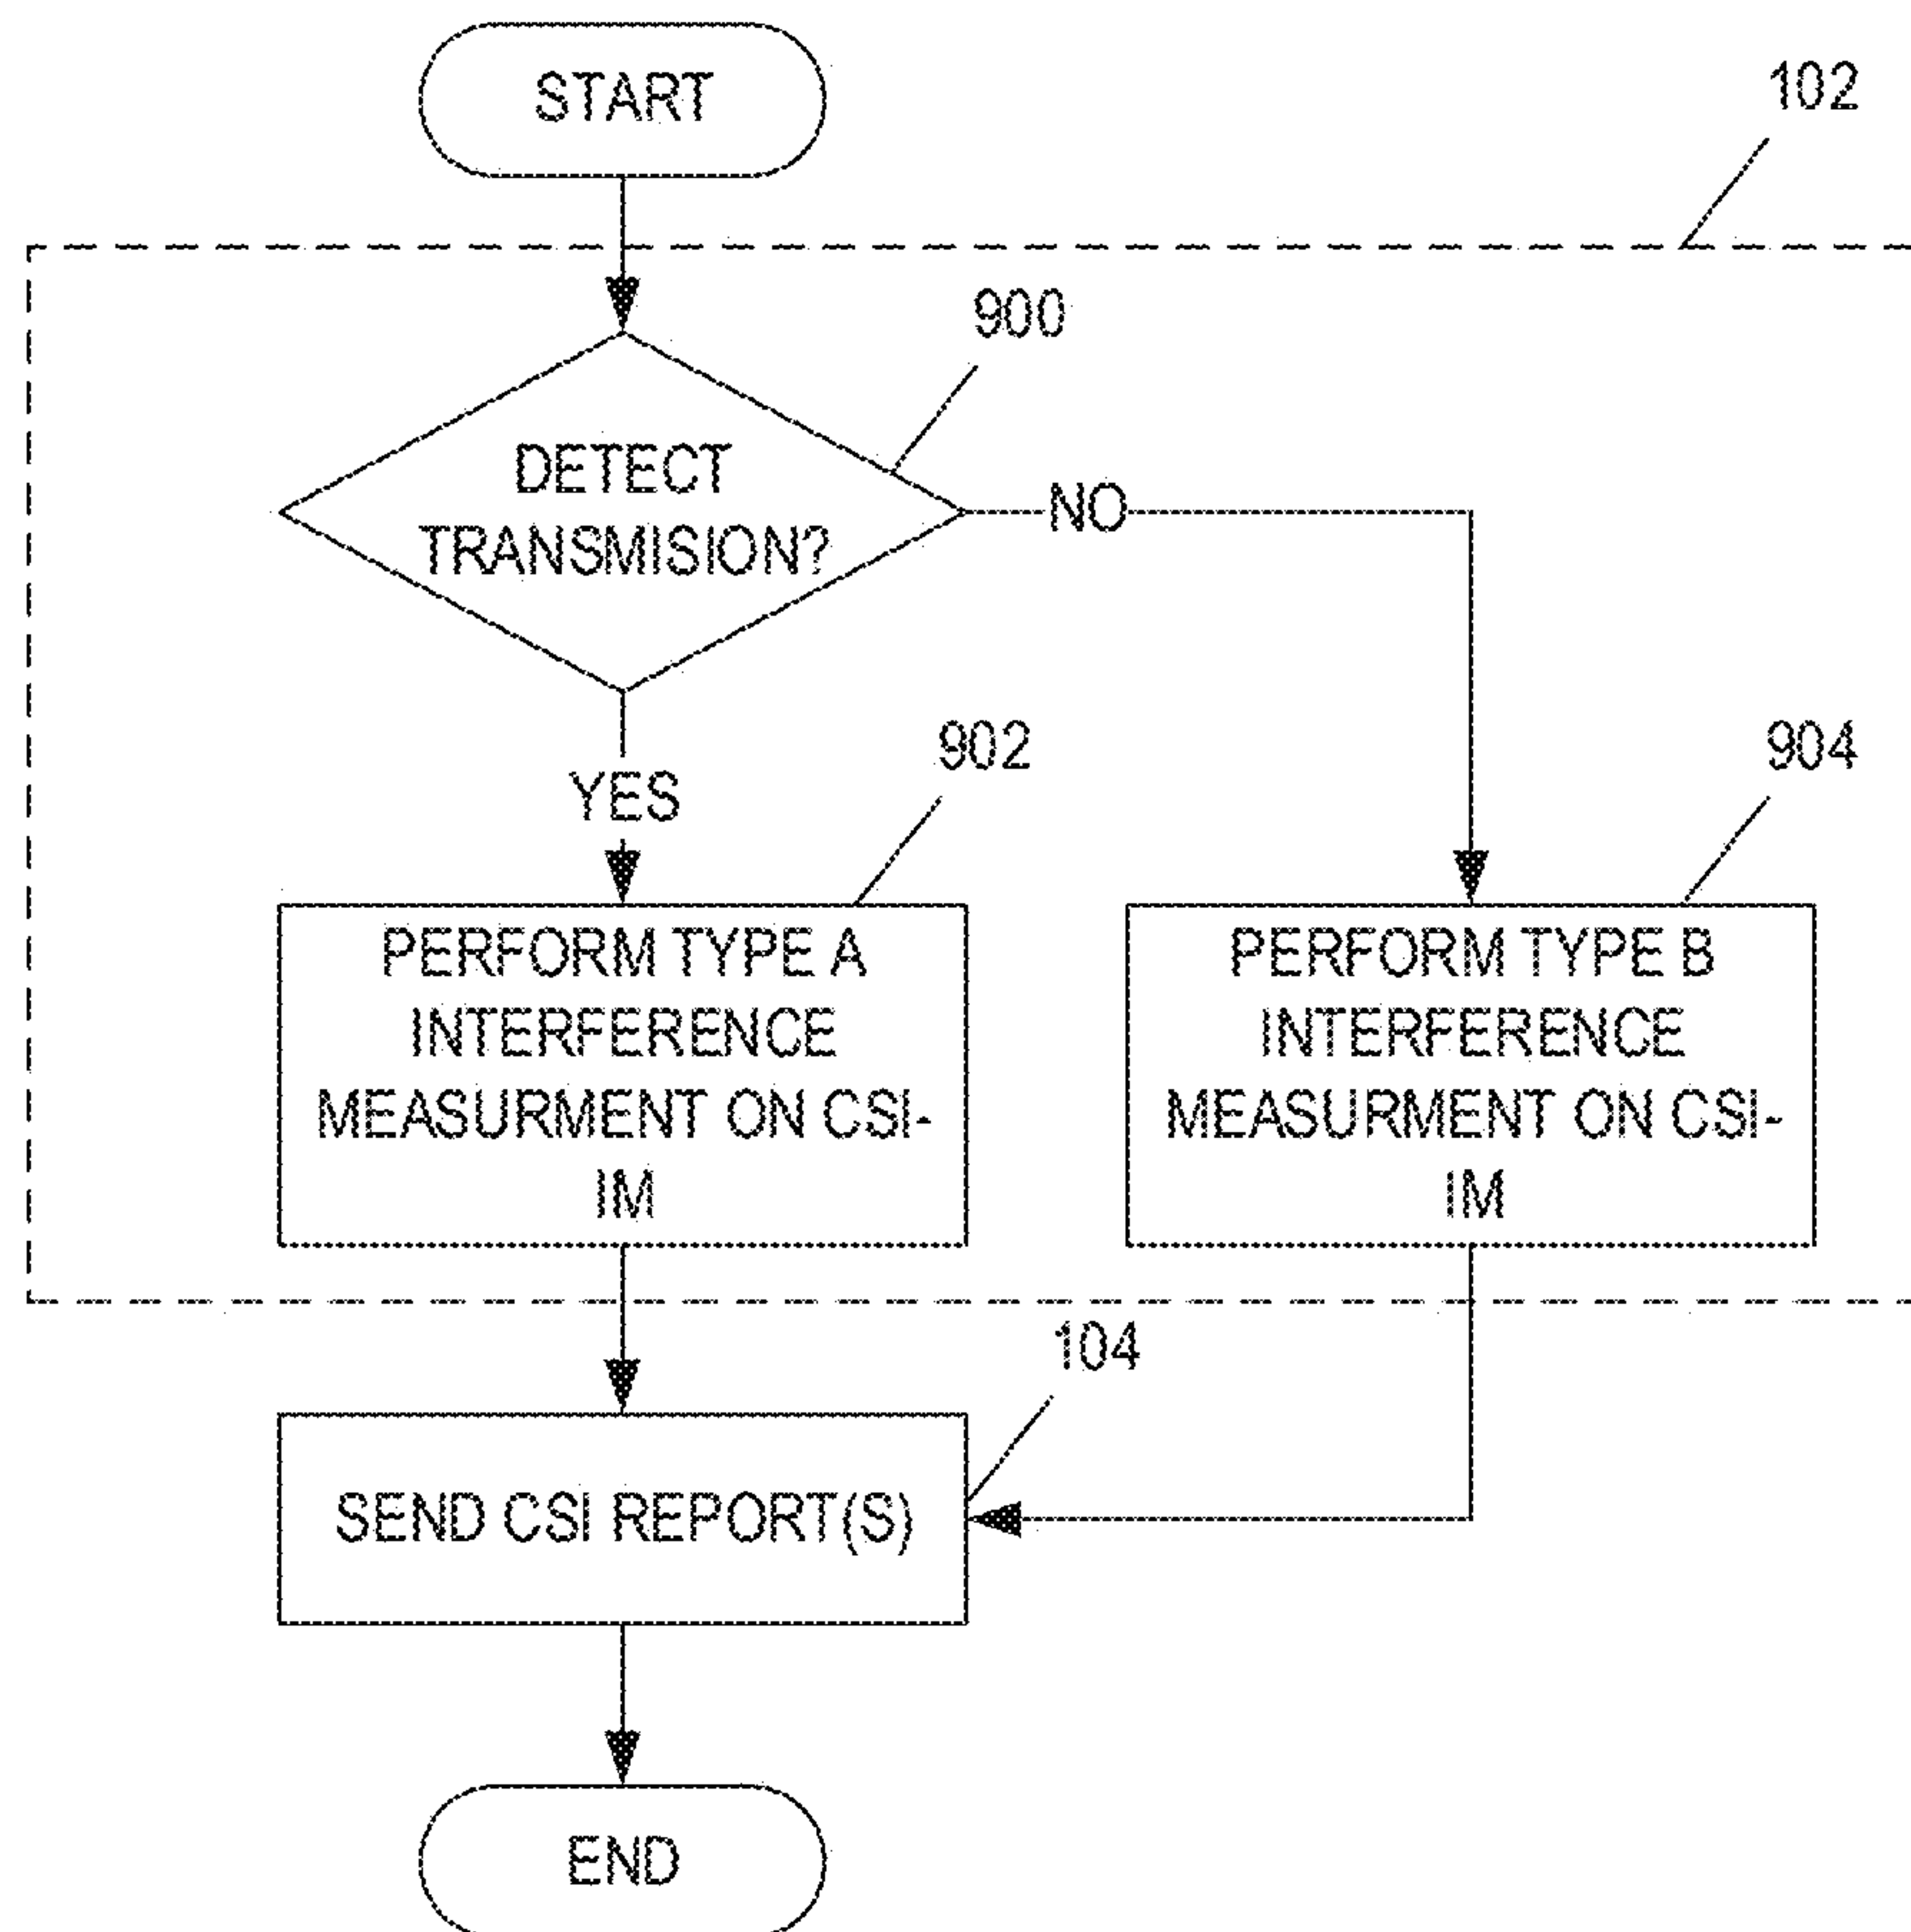 START
102
900
DETECT
TRANSMISION?
NO
YES
902
904
PERFORM TYPE A
INTERFERENCE
MEASURMENT ON CSI-
IM
PERFORM TYPE B
INTERFERENCE
MEASURMENT ON CSI-
IM
104
SEND CSI REPORT(S)
END